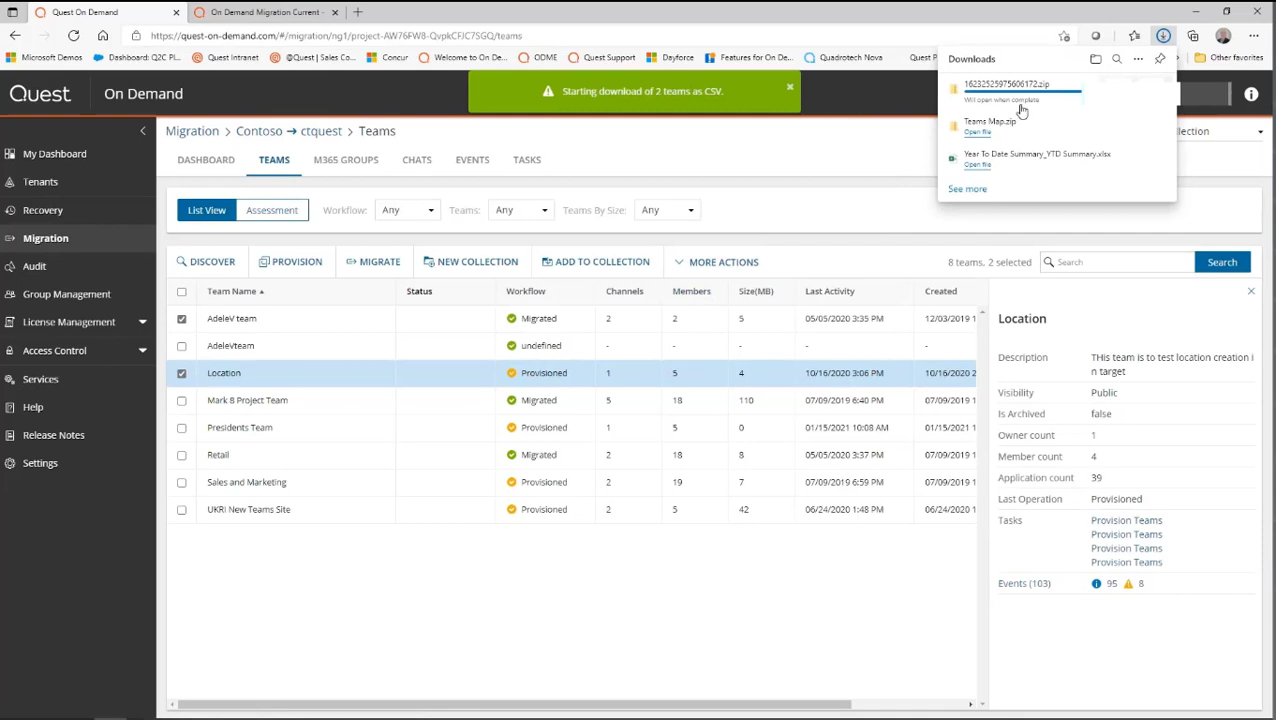 Quest On Demand
On Demand Migration Current -
https://quest-on-demand.com/#/migration/ng1/project-AW76FW8-QvpkCFJC7SGQ/teams
Microsoft Demos
Dashboard: Q2C Pi...
Concur
@Quest | Sales Co...
Welcome to On De...
ODME
Quest Support
Dayforce
Features for On De...
Quadrotech Nova
Quest P
Other favorites
Downloads
16232525975606172.zip
Will open when complete
Teams Map.zip
Open file
Year To Date Summary_YTD Summary.xlsx
Open file
See more
Quest
On Demand
Starting download of 2 teams as CSV.
Migration
Contoso → ctquest
Teams
lection
My Dashboard
Tenants
Recovery
Migration
Audit
Group Management
License Management
Access Control
Services
Help
Release Notes
Settings
DASHBOARD
TEAMS
M365 GROUPS
CHATS
EVENTS
TASKS
List View
Assessment
Workflow:
Any
Teams:
Any
Teams By Size:
Any
DISCOVER
PROVISION
MIGRATE
NEW COLLECTION
ADD TO COLLECTION
MORE ACTIONS
8 teams, 2 selected
Search
Search
Team Name
Status
Workflow
Channels
Members
Size(MB)
Last Activity
Created
AdeleV team Migrated 2 2 5 05/05/2020 3:35 PM 12/03/2019 1
AdeleVteam undefined - - - - -
Location Provisioned 1 5 4 10/16/2020 3:06 PM 10/16/2020 2
Mark 8 Project Team Migrated 5 18 110 07/09/2019 6:40 PM 07/09/2019 1
Presidents Team Provisioned 1 5 0 01/15/2021 10:08 AM 01/15/2021 1
Retail Migrated 2 18 8 05/05/2020 3:37 PM 07/09/2019 1
Sales and Marketing Provisioned 2 19 7 07/09/2019 6:59 PM 07/09/2019 1
UKRI New Teams Site Provisioned 2 5 42 06/24/2020 1:48 PM 06/24/2020 1
Location
Description THis team is to test location creation i
n target
Visibility Public
Is Archived false
Owner count 1
Member count 4
Application count 39
Last Operation Provisioned
Tasks Provision Teams
Provision Teams
Provision Teams
Provision Teams
Events (103) 95 8